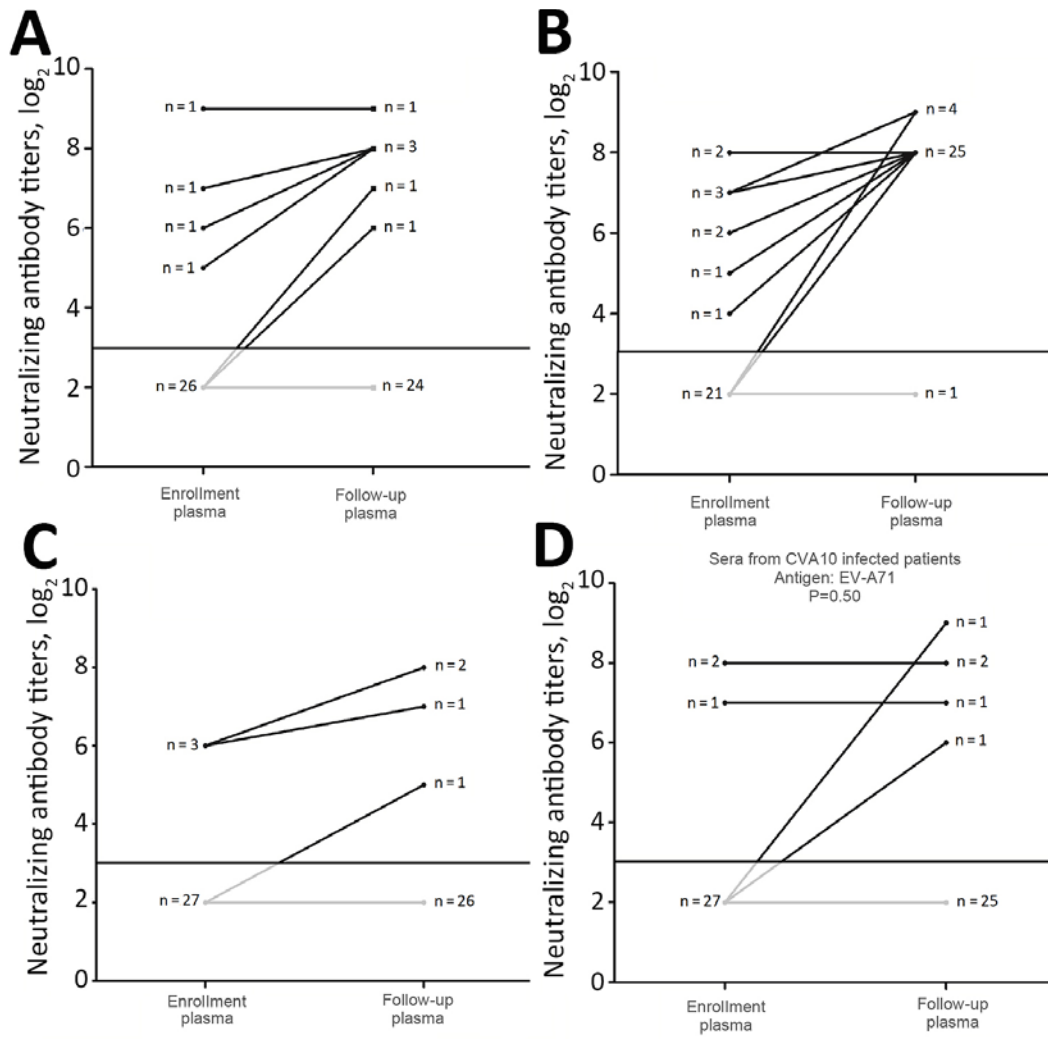 A
Neutralizing antibody titers, log2
10
8
6
4
2
0
n = 1
n = 1
n = 1
n = 1
n = 26
n = 1
n = 3
n = 1
n = 1
n = 24
Enrollment
plasma
Follow-up
plasma
B
Neutralizing antibody titers, log2
10
8
6
4
2
0
n = 2
n = 3
n = 2
n = 1
n = 1
n = 21
n = 4
n = 25
n = 1
Enrollment
plasma
Follow-up
plasma
C
Neutralizing antibody titers, log2
10
8
6
4
2
0
n = 3
n = 27
n = 2
n = 1
n = 1
n = 26
Enrollment
plasma
Follow-up
plasma
D
Sera from CVA10 infected patients
Antigen: EV-A71
P=0.50
Neutralizing antibody titers, log2
10
8
6
4
2
0
n = 2
n = 1
n = 27
n = 1
n = 2
n = 1
n = 1
n = 25
Enrollment
plasma
Follow-up
plasma